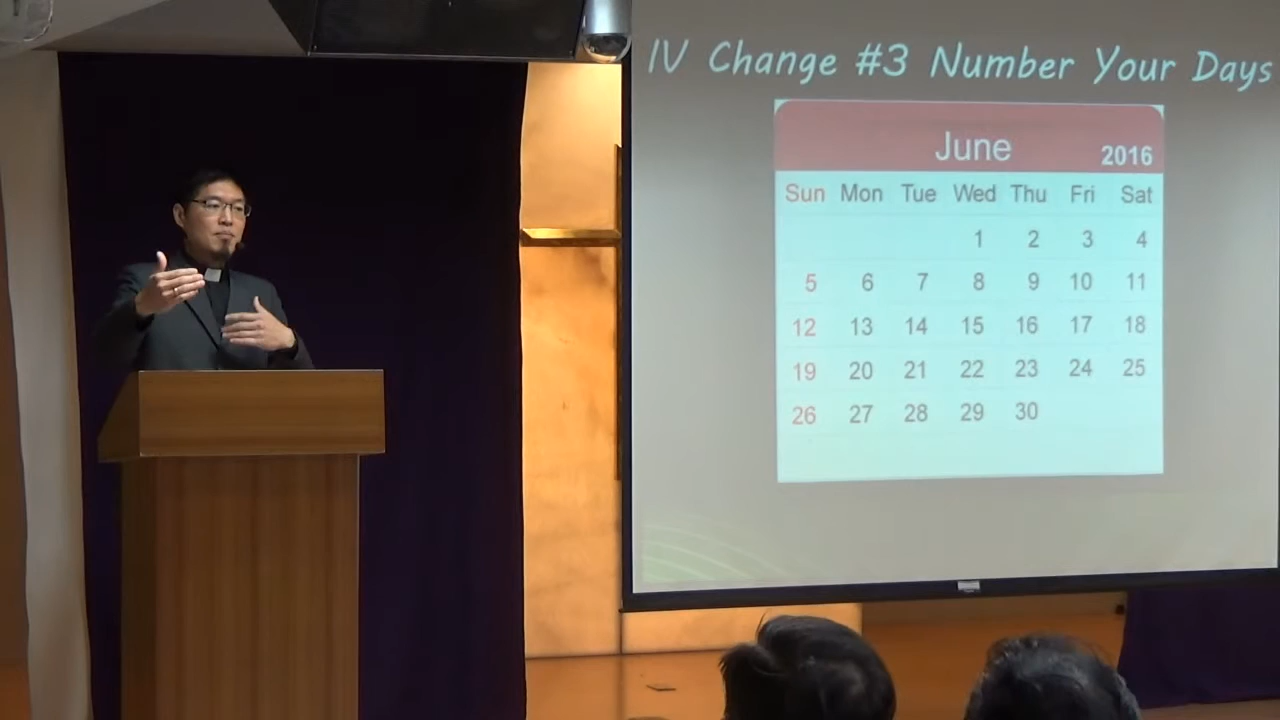 IV Change #3 Number Your Days
June 2016
Sun Mon Tue Wed Thu Fri Sat
1 2 3 4
5 6 7 8 9 10 11
12 13 14 15 16 17 18
19 20 21 22 23 24 25
26 27 28 29 30